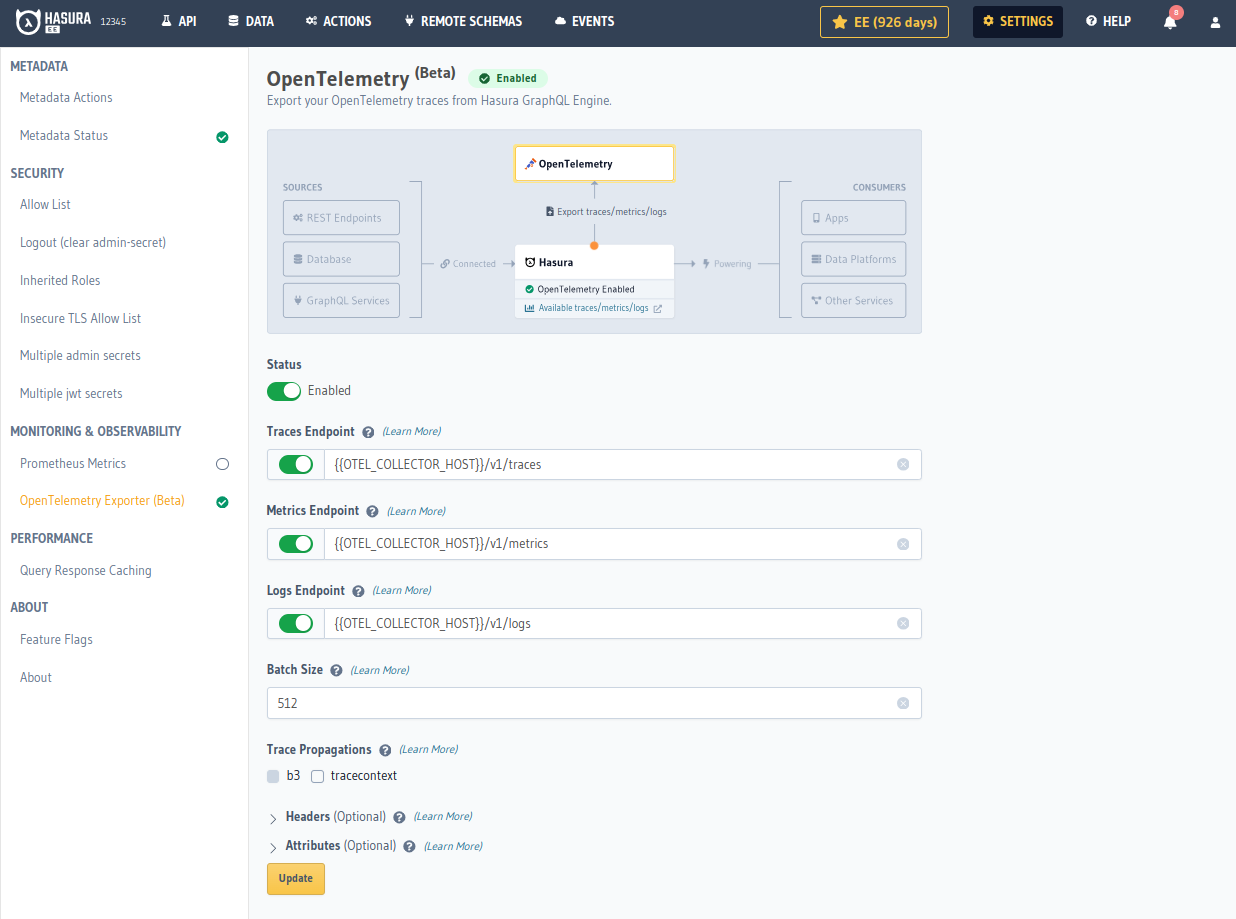 HASURA EE 12345 API DATA ACTIONS REMOTE SCHEMAS EVENTS EE (926 days) SETTINGS HELP 8
METADATA
Metadata Actions
Metadata Status
SECURITY
Allow List
Logout (clear admin-secret)
Inherited Roles
Insecure TLS Allow List
Multiple admin secrets
Multiple jwt secrets
MONITORING & OBSERVABILITY
Prometheus Metrics
OpenTelemetry Exporter (Beta)
PERFORMANCE
Query Response Caching
ABOUT
Feature Flags
About
OpenTelemetry (Beta) Enabled
Export your OpenTelemetry traces from Hasura GraphQL Engine.
SOURCES
REST Endpoints
Database
GraphQL Services
Connected
OpenTelemetry
Export traces/metrics/logs
Hasura
OpenTelemetry Enabled
Available traces/metrics/logs
Powering
CONSUMERS
Apps
Data Platforms
Other Services
Status
Enabled
Traces Endpoint ? (Learn More)
{{OTEL_COLLECTOR_HOST}}/v1/traces
Metrics Endpoint ? (Learn More)
{{OTEL_COLLECTOR_HOST}}/v1/metrics
Logs Endpoint ? (Learn More)
{{OTEL_COLLECTOR_HOST}}/v1/logs
Batch Size ? (Learn More)
512
Trace Propagations ? (Learn More)
b3 tracecontext
Headers (Optional) ? (Learn More)
Attributes (Optional) ? (Learn More)
Update